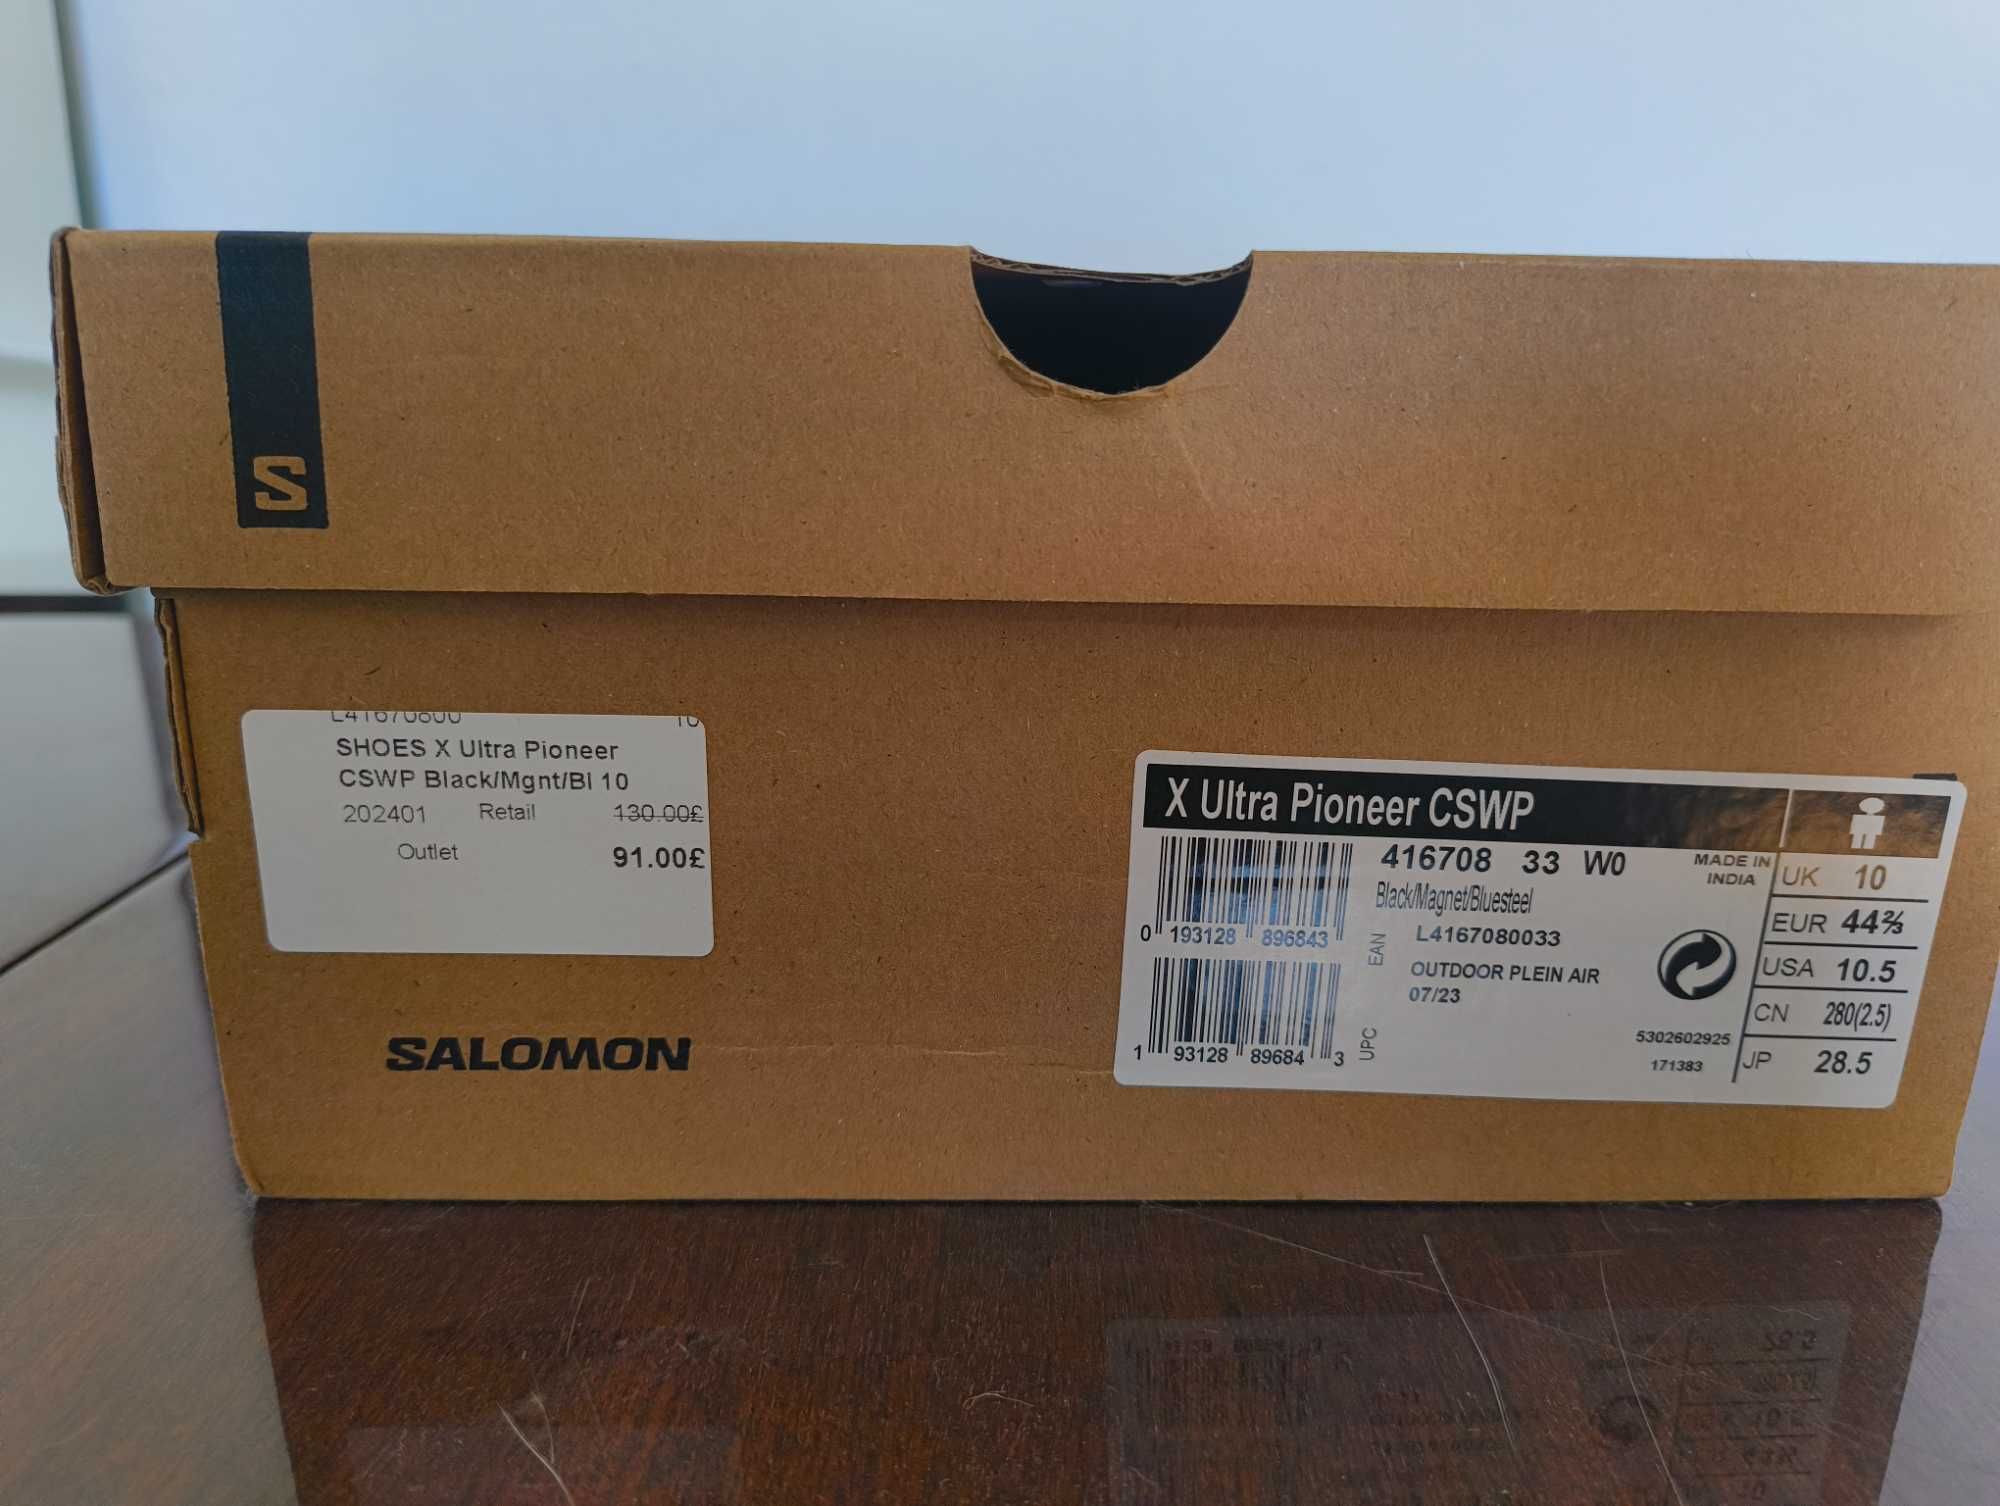 S
L41670800 10
SHOES X Ultra Pioneer
CSWP Black/Mgnt/Bl 10
202401 Retail 130.00£
Outlet 91.00£
SALOMON
X Ultra Pioneer CSWP
416708 33 W0
Black/Magnet/Bluesteel
MADE IN
INDIA
0 193128 896843
EAN
L4167080033
OUTDOOR PLEIN AIR
07/23
1 93128 89684 3
UPC
5302602925
171383
UK 10
EUR 44⅔
USA 10.5
CN 280(2.5)
JP 28.5